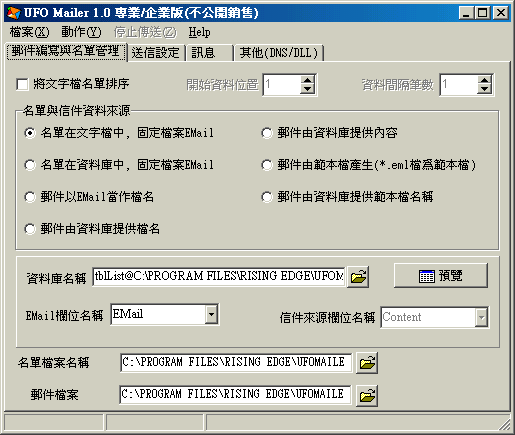 UFO Mailer 1.0 專業/企業版(不公開銷售)
檔案(X) 動作(Y) 停止傳送(Z) Help
郵件編寫與名單管理 送信設定 訊息 其他(DNS/DLL)
將文字檔名單排序 開始資料位置 1 資料間隔筆數 1
名單與信件資料來源
名單在文字檔中, 固定檔案EMail 郵件由資料庫提供內容
名單在資料庫中, 固定檔案EMail 郵件由範本檔產生(*.eml檔為範本檔)
郵件以EMail當作檔名 郵件由資料庫提供範本檔名稱
郵件由資料庫提供檔名
資料庫名稱 tblList@C:\PROGRAM FILES\RISING EDGE\UFOM 預覽
EMail欄位名稱 EMail 信件來源欄位名稱 Content
名單檔案名稱 C:\PROGRAM FILES\RISING EDGE\UFOMAILE
郵件檔案 C:\PROGRAM FILES\RISING EDGE\UFOMAILE